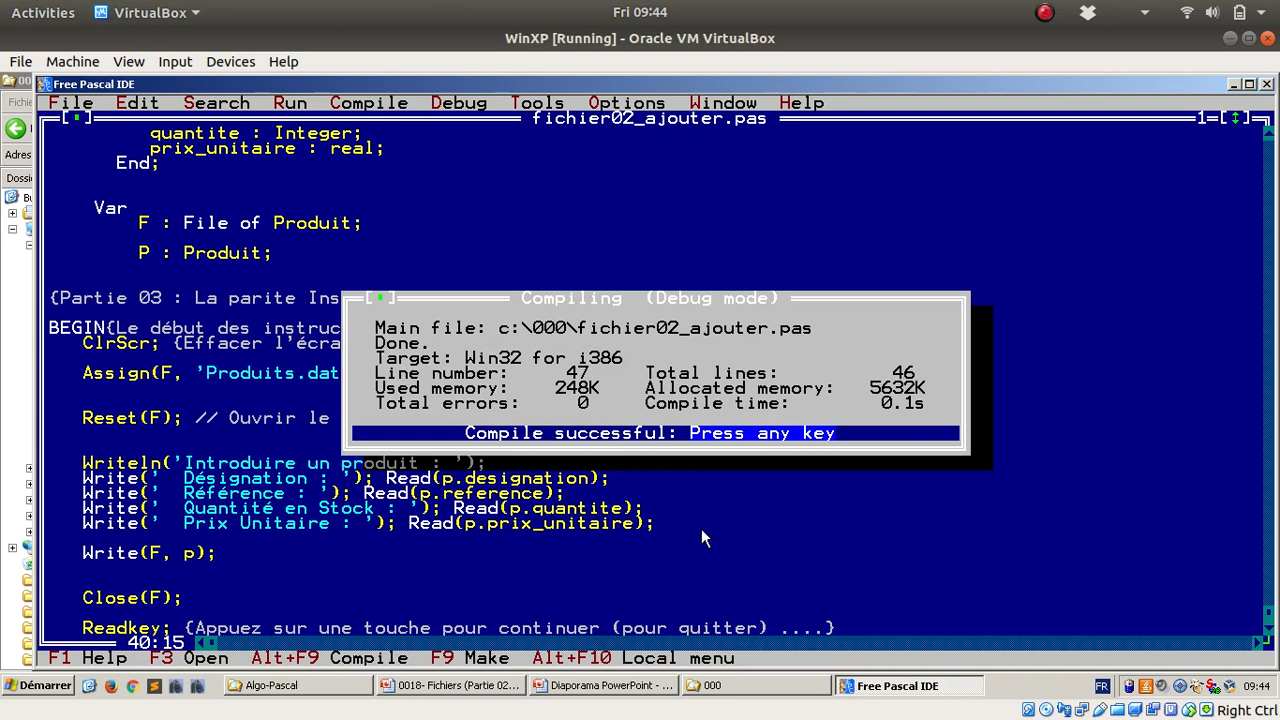 Activities VirtualBox Fri 09:44
WinXP [Running] - Oracle VM VirtualBox
File Machine View Input Devices Help
Free Pascal IDE
File Edit Search Run Compile Debug Tools Options Window Help
fichier02_ajouter.pas 1
Fichie
Adres
Dossi
quantite : Integer;
prix_unitaire : real;
End;
Var
F : File of Produit;
P : Produit;
{Partie 03 : La parite Ins
BEGIN{Le début des instruc
ClrScr; {Effacer l'écra
Assign(F, 'Produits.dat
Reset(F); // Ouvrir le
Compiling (Debug mode)
Main file: c:\000\fichier02_ajouter.pas
Done.
Target: Win32 for i386
Line number: 47 Total lines: 46
Used memory: 248K Allocated memory: 5632K
Total errors: 0 Compile time: 0.1s
Compile successful: Press any key
Writeln('Introduire un produit : ');
Write('  Désignation : '); Read(p.designation);
Write('  Référence : '); Read(p.reference);
Write('  Quantité en Stock : '); Read(p.quantite);
Write('  Prix Unitaire : '); Read(p.prix_unitaire);
Write(F, p);
Close(F);
Readkey; {Appuez sur une touche pour continuer (pour quitter) ....}
40:15
F1 Help F3 Open Alt+F9 Compile F9 Make Alt+F10 Local menu
Démarrer Algo-Pascal 0018- Fichiers (Partie 02... Diaporama PowerPoint - ... 000 Free Pascal IDE FR 09:44
Right Ctrl